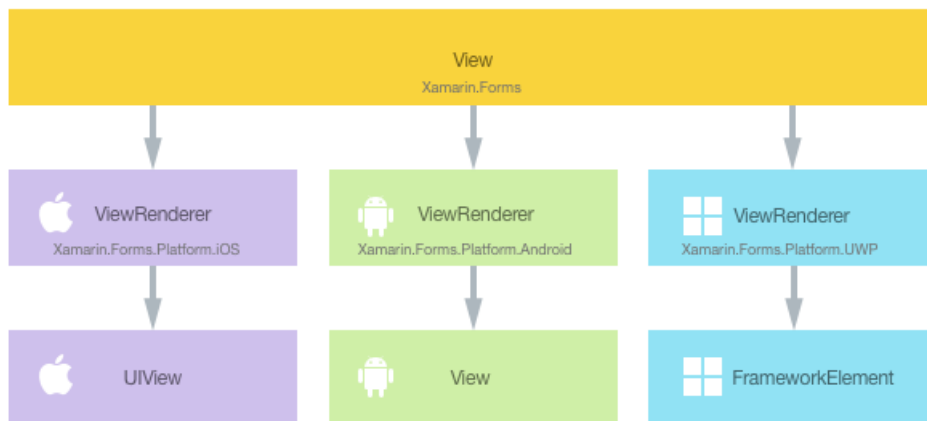 View
Xamarin.Forms
ViewRenderer
Xamarin.Forms.Platform.iOS
ViewRenderer
Xamarin.Forms.Platform.Android
ViewRenderer
Xamarin.Forms.Platform.UWP
UIView
View
FrameworkElement